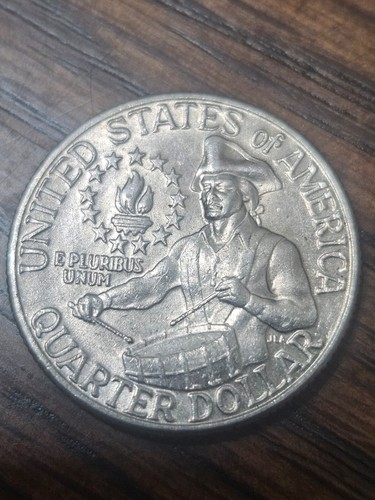 UNITED STATES of AMERICA
E PLURIBUS
UNUM
QUARTER DOLLAR